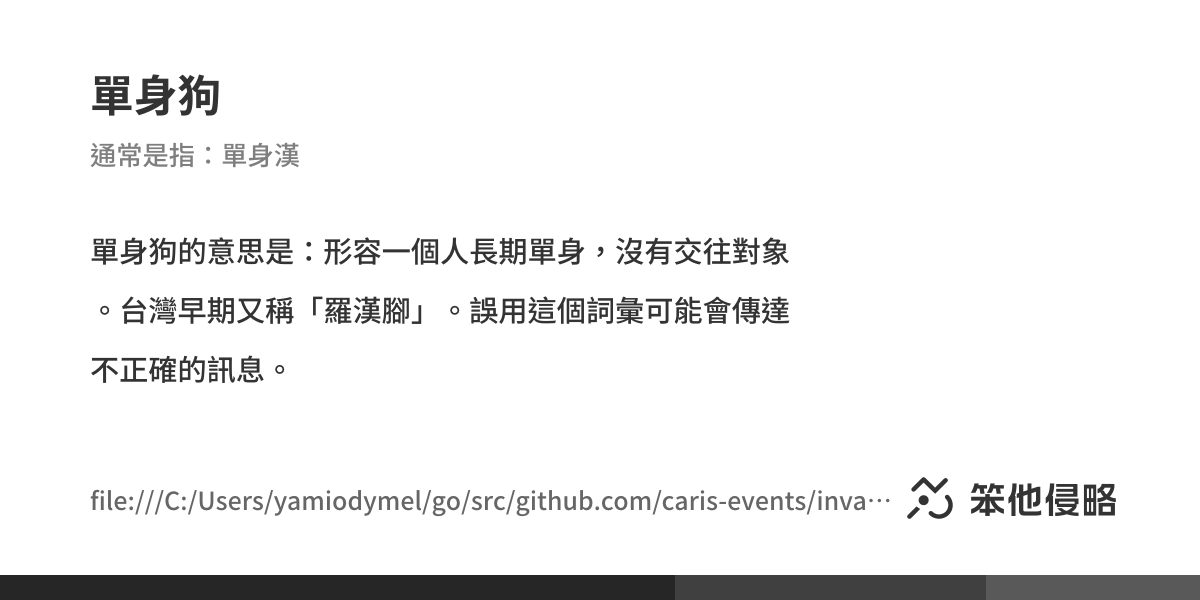 單身狗
通常是指：單身漢
單身狗的意思是：形容一個人長期單身，沒有交往對象
。台灣早期又稱「羅漢腳」。誤用這個詞彙可能會傳達
不正確的訊息。
file:///C:/Users/yamiodymel/go/src/github.com/caris-events/inva…
笨他侵略